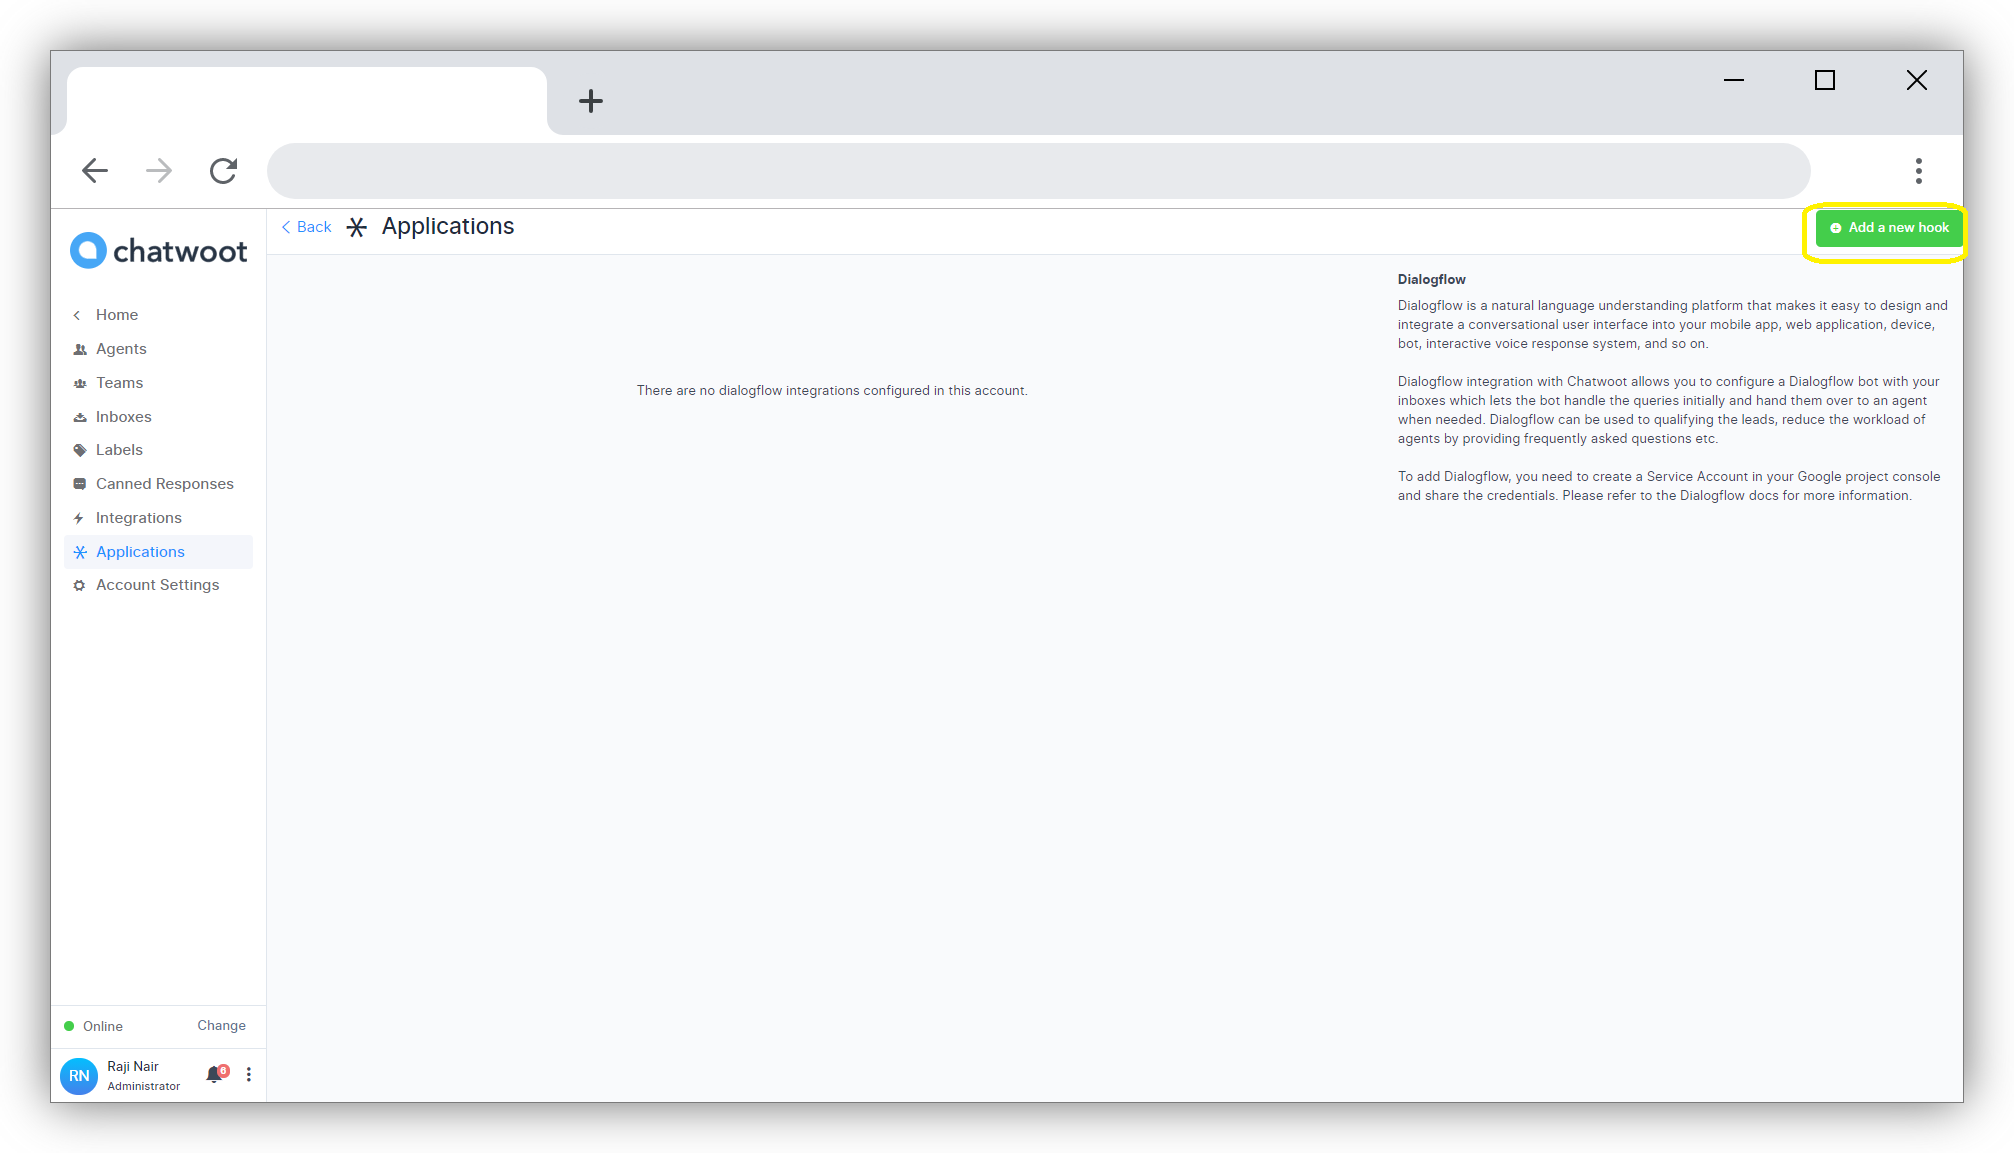 chatwoot
Home
Agents
Teams
Inboxes
Labels
Canned Responses
Integrations
Applications
Account Settings
Online Change
RN
Raji Nair
Administrator
6
Back Applications
Add a new hook
There are no dialogflow integrations configured in this account.
Dialogflow
Dialogflow is a natural language understanding platform that makes it easy to design and
integrate a conversational user interface into your mobile app, web application, device,
bot, interactive voice response system, and so on.
Dialogflow integration with Chatwoot allows you to configure a Dialogflow bot with your
inboxes which lets the bot handle the queries initially and hand them over to an agent
when needed. Dialogflow can be used to qualifying the leads, reduce the workload of
agents by providing frequently asked questions etc.
To add Dialogflow, you need to create a Service Account in your Google project console
and share the credentials. Please refer to the Dialogflow docs for more information.